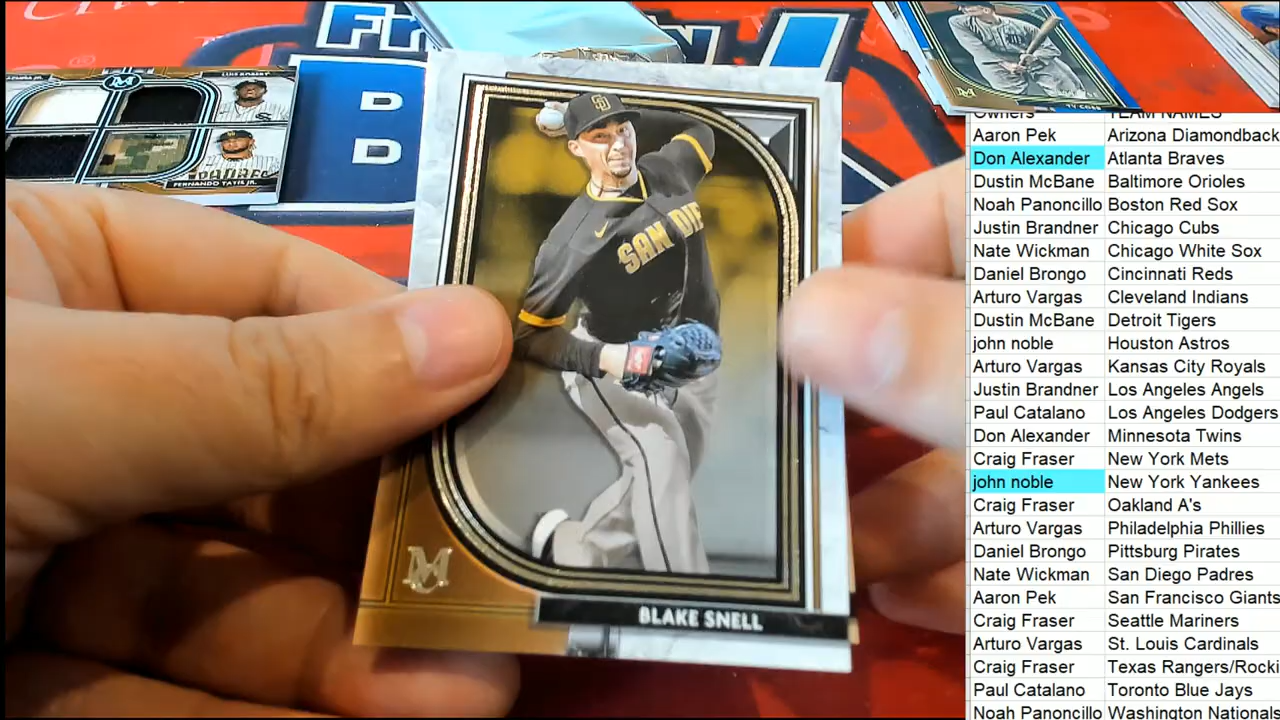 FERNANDO TATIS JR.
SAN DIE
M
BLAKE SNELL
Owners TEAM NAMES
Aaron Pek Arizona Diamondback
Don Alexander Atlanta Braves
Dustin McBane Baltimore Orioles
Noah Panoncillo Boston Red Sox
Justin Brandner Chicago Cubs
Nate Wickman Chicago White Sox
Daniel Brongo Cincinnati Reds
Arturo Vargas Cleveland Indians
Dustin McBane Detroit Tigers
john noble Houston Astros
Arturo Vargas Kansas City Royals
Justin Brandner Los Angeles Angels
Paul Catalano Los Angeles Dodgers
Don Alexander Minnesota Twins
Craig Fraser New York Mets
john noble New York Yankees
Craig Fraser Oakland A's
Arturo Vargas Philadelphia Phillies
Daniel Brongo Pittsburg Pirates
Nate Wickman San Diego Padres
Aaron Pek San Francisco Giants
Craig Fraser Seattle Mariners
Arturo Vargas St. Louis Cardinals
Craig Fraser Texas Rangers/Rocki
Paul Catalano Toronto Blue Jays
Noah Panoncillo Washington Nationals